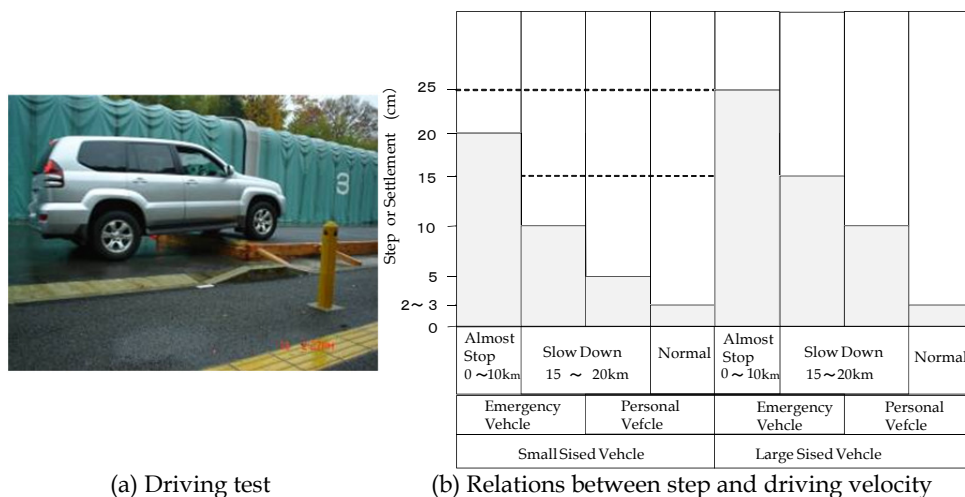 Step or Settlement (cm)
25
20
15
10
5
2～3
0
Almost Stop 0～10km
Slow Down 15 ～ 20km
Normal
Almost Stop 0～10km
Slow Down 15～20km
Normal
Emergency Vehcle
Personal Vefcle
Emergency Vehcle
Personal Vefcle
Small Sised Vehcle
Large Sised Vehcle
(a) Driving test
(b) Relations between step and driving velocity